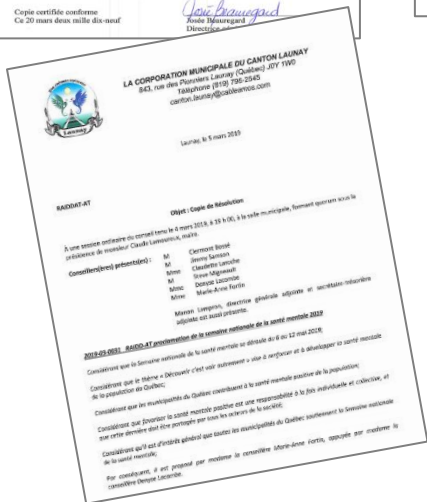 Copie certifiée conforme
Ce 20 mars deux mille dix-neuf
Josée Beauregard
Josée Beauregard
Directrice
LA CORPORATION MUNICIPALE DU CANTON LAUNAY
843, rue des Pionniers Launay (Québec) J0Y 1W0
Téléphone (819) 796-2545
canton.launay@cableamos.com
Launay
Launay, le 5 mars 2019
RAIDDAT-AT
Objet : Copie de Résolution
À une session ordinaire du conseil tenu le 4 mars 2019, à 19 h 00, à la salle municipale, formant quorum sous la
présidence de monsieur Claude Lamoureux, maire.
Conseillers(ères) présents(es) :
M Clermont Bossé
M Jimmy Samson
Mme Claudette Laroche
M Steve Migneault
Mme Denyse Lacombe
Mme Marie-Anne Fortin
Manon Lampron, directrice générale adjointe et secrétaire-trésorière
adjointe est aussi présente.
RAIDD-AT proclamation de la semaine nationale de la santé mentale 2019
Considérant que la Semaine nationale de la santé mentale se déroule du 6 au 12 mai 2019;
Considérant que le thème « Découvrir c'est voir autrement » vise à renforcer et à développer la santé mentale
de la population du Québec;
Considérant que les municipalités du Québec contribuent à la santé mentale positive de la population;
Considérant que favoriser la santé mentale positive est une responsabilité à la fois individuelle et collective, et
que cette dernière doit être partagée par tous les acteurs de la société;
Considérant qu'il est d'intérêt général que toutes les municipalités du Québec soutiennent la Semaine nationale
de la santé mentale;
Par conséquent, il est proposé par madame la conseillère Marie-Anne Fortin, appuyée par madame la
conseillère Denyse Lacombe.